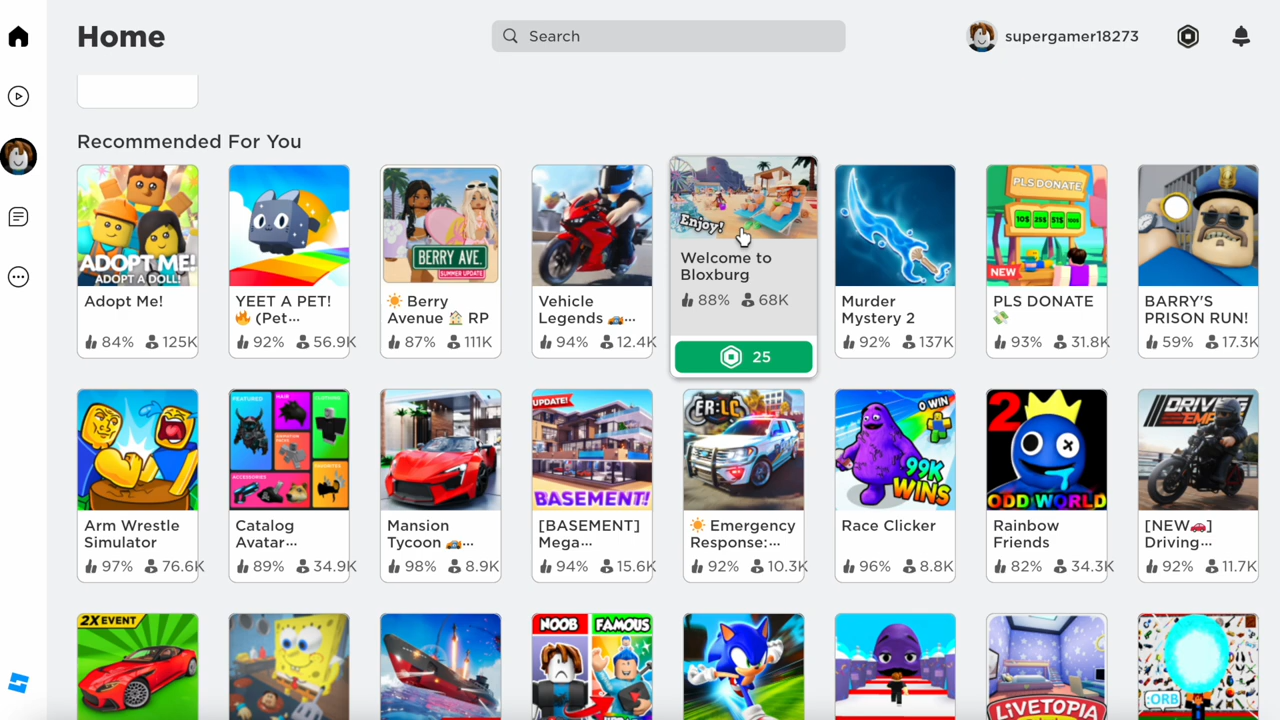 Home
Search
supergamer18273
Recommended For You
ADOPT ME!
ADOPT A DOLL!
BERRY AVE.
SUMMER UPDATE
Enjoy!
PLS DONATE
10$ 25$ 51$ 100$
NEW
Adopt Me!
84% 125K
YEET A PET!
🔥 (Pet...
92% 56.9K
☀️ Berry
Avenue 🏠 RP
87% 111K
Vehicle
Legends 🚗...
94% 12.4K
Welcome to
Bloxburg
88% 68K
25
Murder
Mystery 2
92% 137K
PLS DONATE
💸
93% 31.8K
BARRY'S
PRISON RUN!
59% 17.3K
FEATURED
HAIR
CLOTHING
ANIMATION PACKS
ACCESSORIES
FAVORITES
UPDATE!
BASEMENT!
ER:LC
0 WIN
99K
WINS
2
ODD WORLD
DRIVING
EMPIRE
Arm Wrestle
Simulator
97% 76.6K
Catalog
Avatar...
89% 34.9K
Mansion
Tycoon 🚗...
98% 8.9K
[BASEMENT]
Mega...
94% 15.6K
☀️ Emergency
Response:...
92% 10.3K
Race Clicker
96% 8.8K
Rainbow
Friends
82% 34.3K
[NEW🚗]
Driving...
92% 11.7K
2X EVENT
NOOB
FAMOUS
LiVETOPiA
:ORB